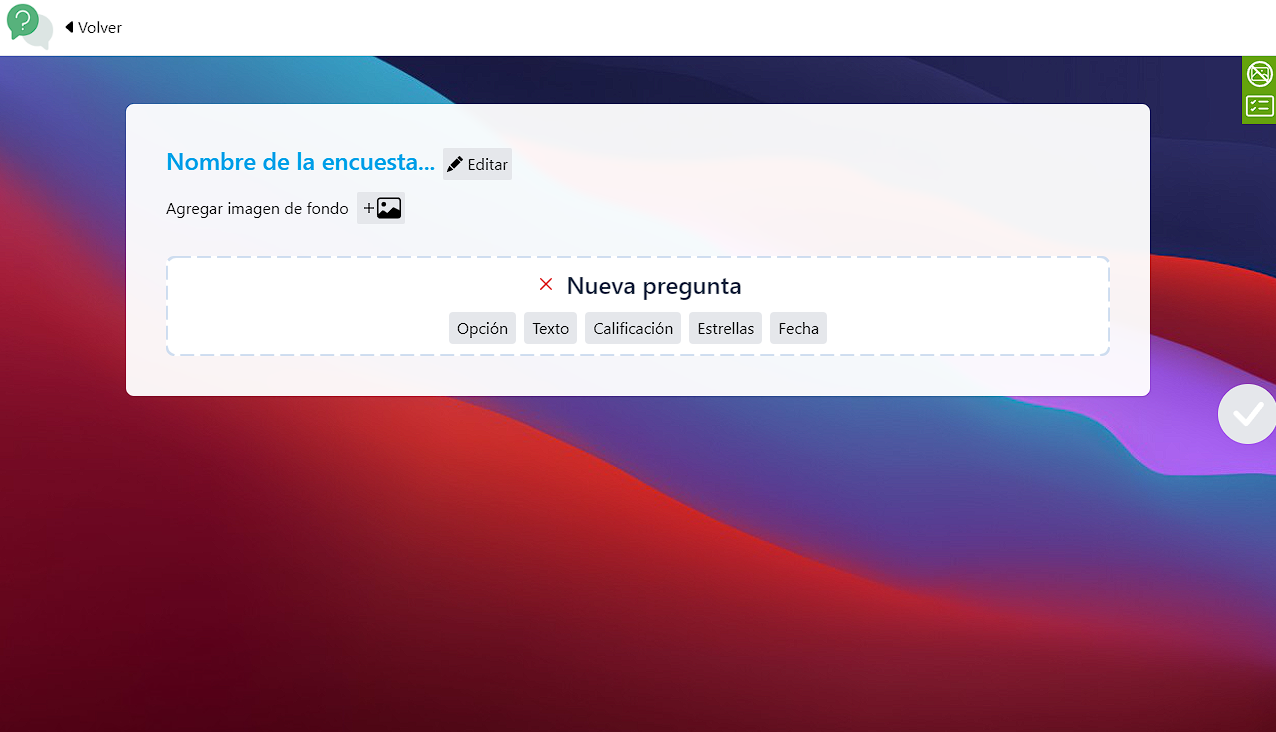 Volver
Nombre de la encuesta... Editar
Agregar imagen de fondo +
Nueva pregunta
Opción Texto Calificación Estrellas Fecha